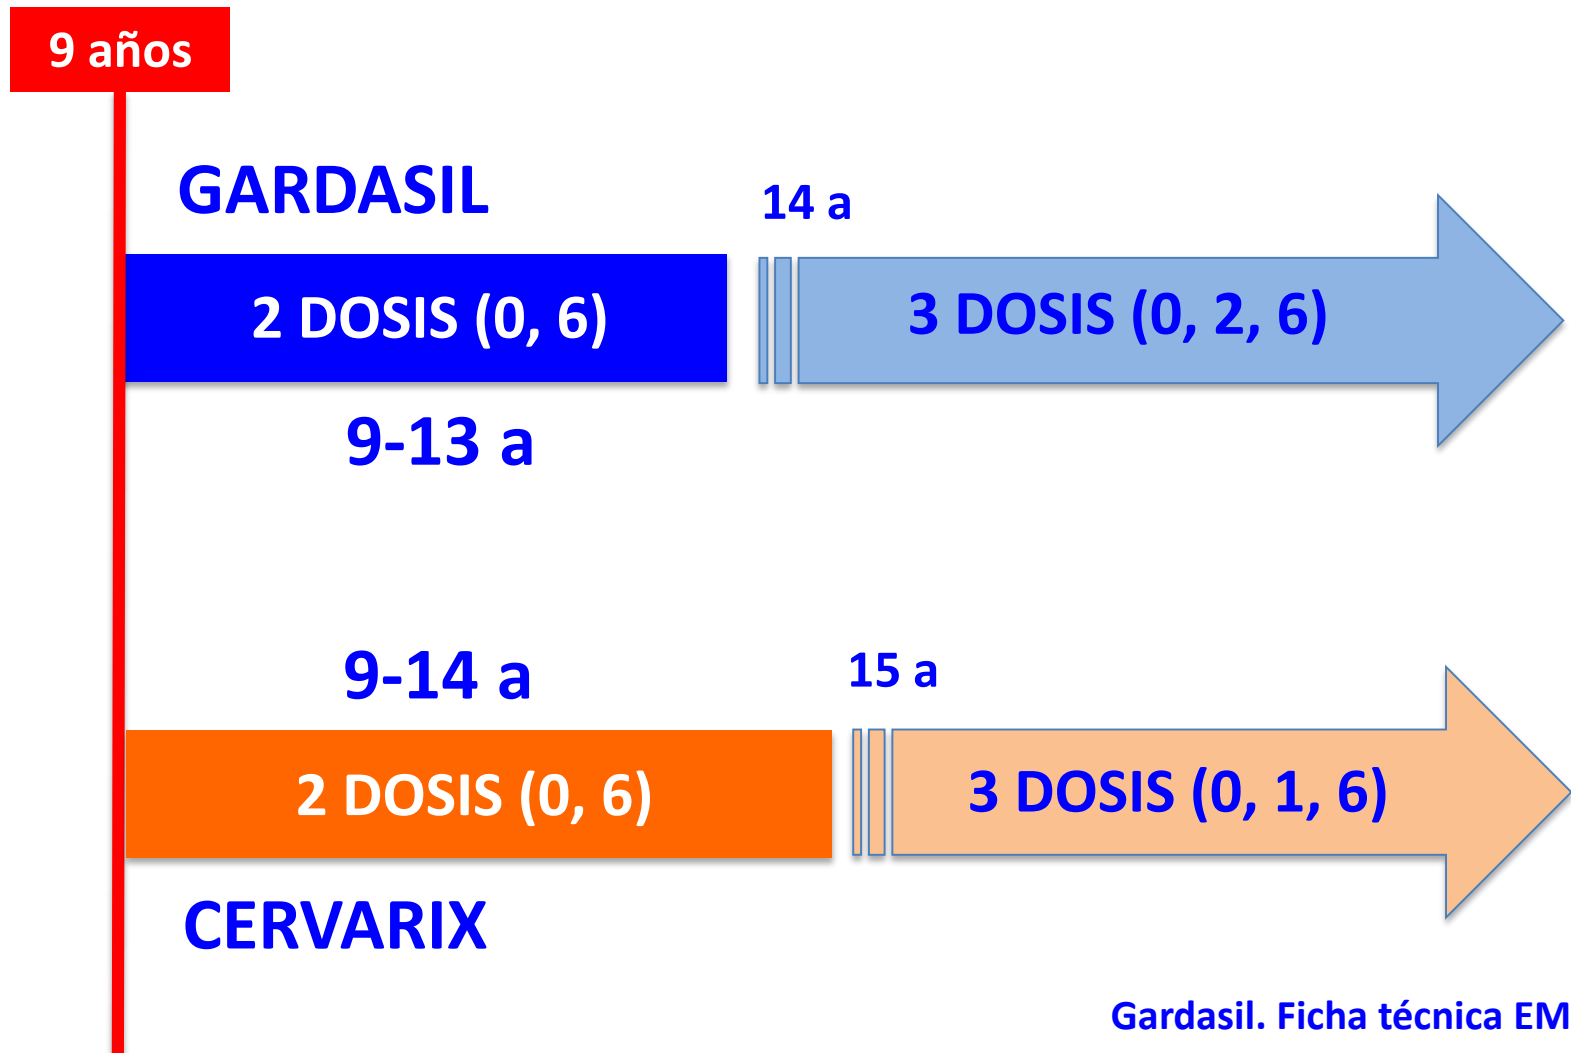 9 años
GARDASIL
14 a
2 DOSIS (0, 6)
3 DOSIS (0, 2, 6)
9-13 a
9-14 a
15 a
2 DOSIS (0, 6)
3 DOSIS (0, 1, 6)
CERVARIX
Gardasil. Ficha técnica EM